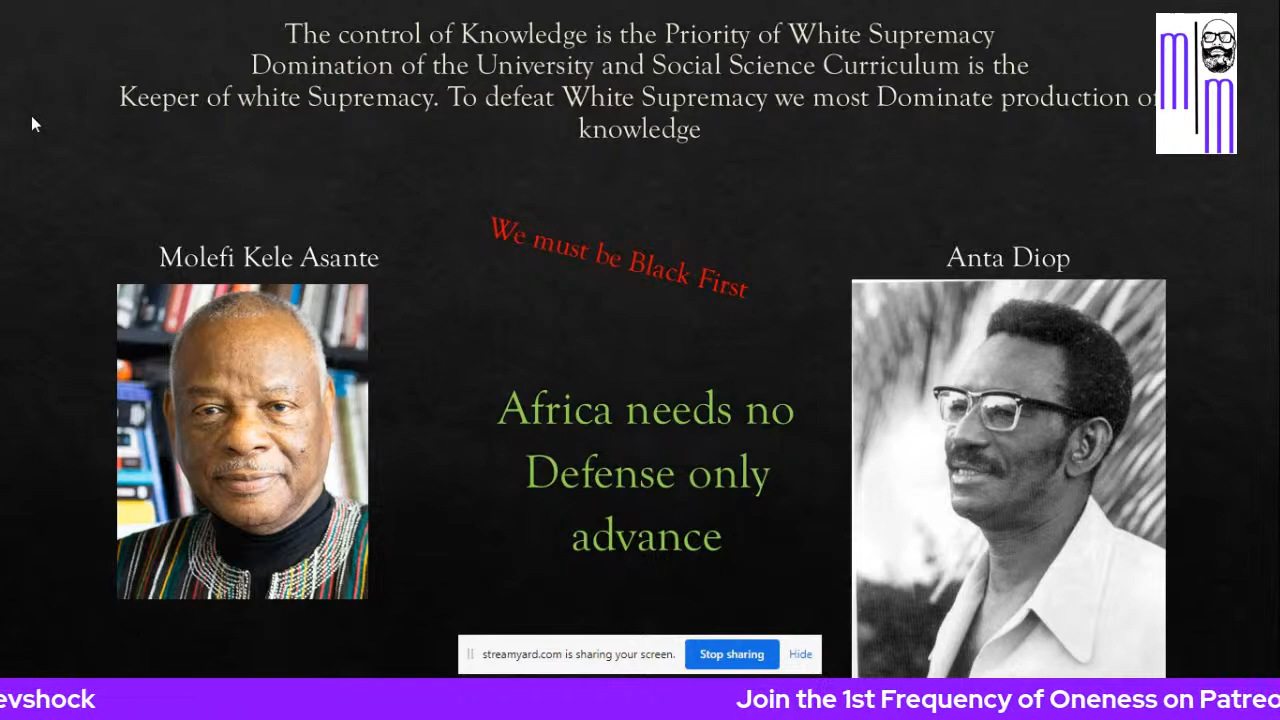 The control of Knowledge is the Priority of White Supremacy
Domination of the University and Social Science Curriculum is the
Keeper of white Supremacy. To defeat White Supremacy we most Dominate production of
knowledge
We must be Black First
Molefi Kele Asante
Anta Diop
Africa needs no
Defense only
advance
streamyard.com is sharing your screen. Stop sharing Hide
evshock Join the 1st Frequency of Oneness on Patreo